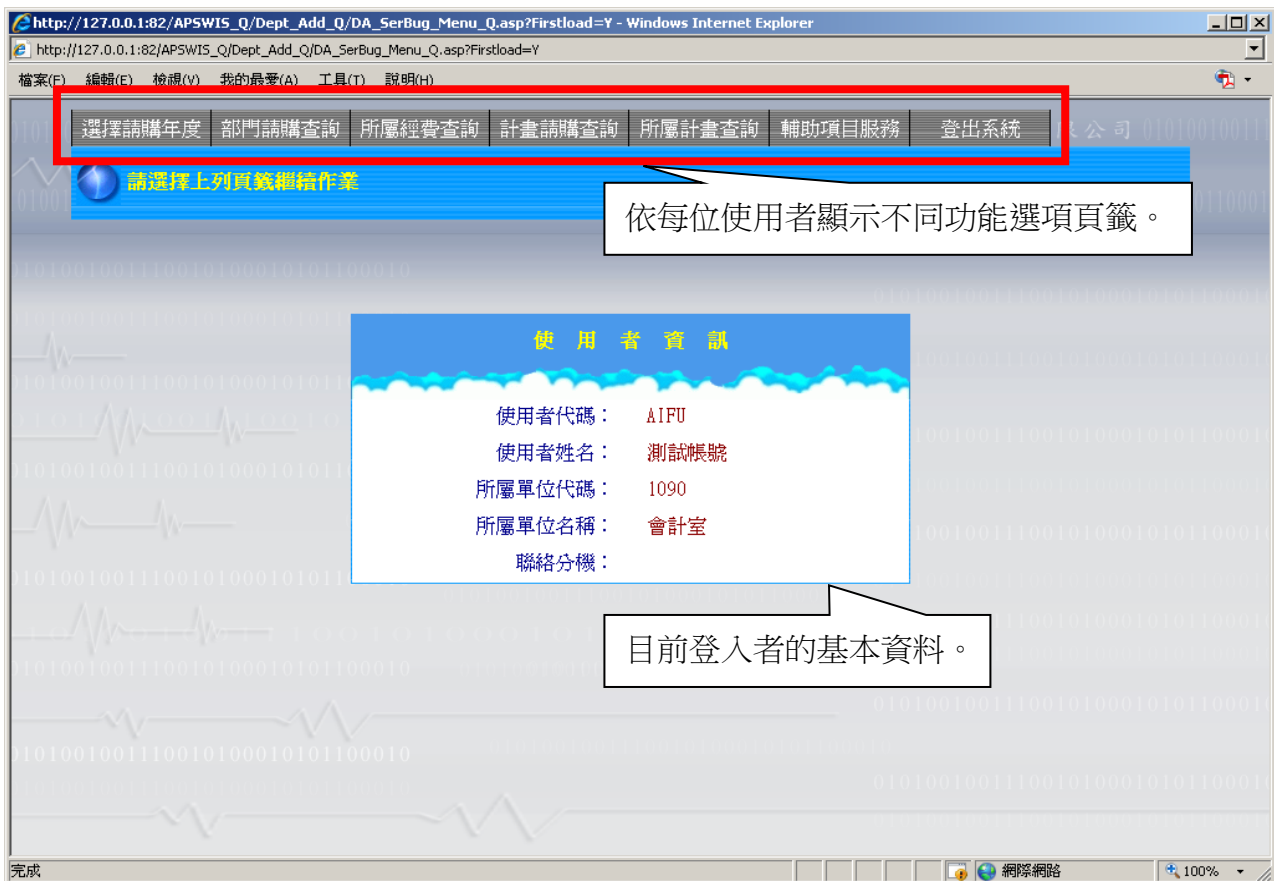 http://127.0.0.1:82/APSWIS_Q/Dept_Add_Q/DA_SerBug_Menu_Q.asp?Firstload=Y - Windows Internet Explorer
http://127.0.0.1:82/APSWIS_Q/Dept_Add_Q/DA_SerBug_Menu_Q.asp?Firstload=Y
檔案(F) 編輯(E) 檢視(V) 我的最愛(A) 工具(T) 說明(H)
選擇請購年度 部門請購查詢 所屬經費查詢 計畫請購查詢 所屬計畫查詢 輔助項目服務 登出系統
限公司
請選擇上列頁籤繼續作業
依每位使用者顯示不同功能選項頁籤。
使用者資訊
使用者代碼： AIFU
使用者姓名： 測試帳號
所屬單位代碼： 1090
所屬單位名稱： 會計室
聯絡分機：
目前登入者的基本資料。
完成 網際網路 100%